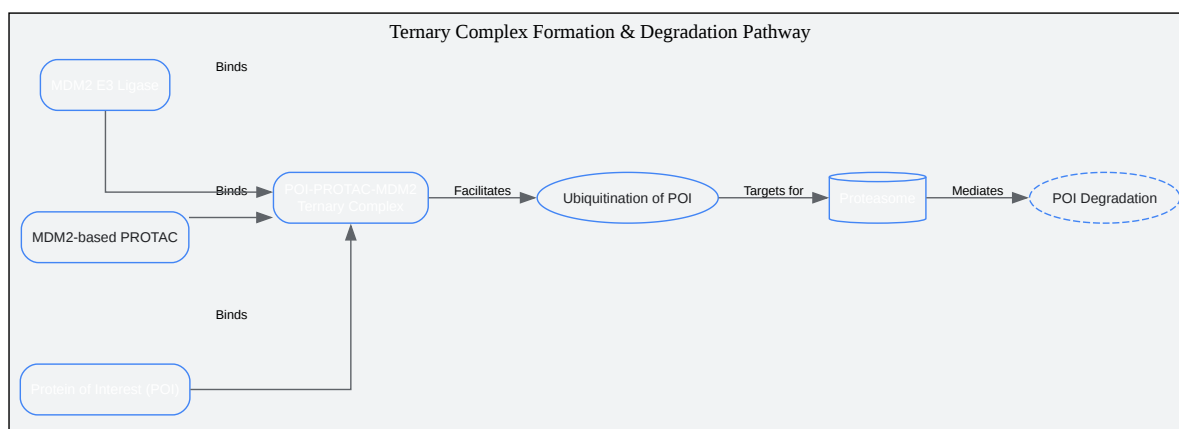 Ternary Complex Formation & Degradation Pathway
Binds
MDM2 E3 Ligase
Binds
POI-PROTAC-MDM2
Ternary Complex
Facilitates
Ubiquitination of POI
Targets for
Proteasome
Mediates
POI Degradation
MDM2-based PROTAC
Binds
Protein of Interest (POI)